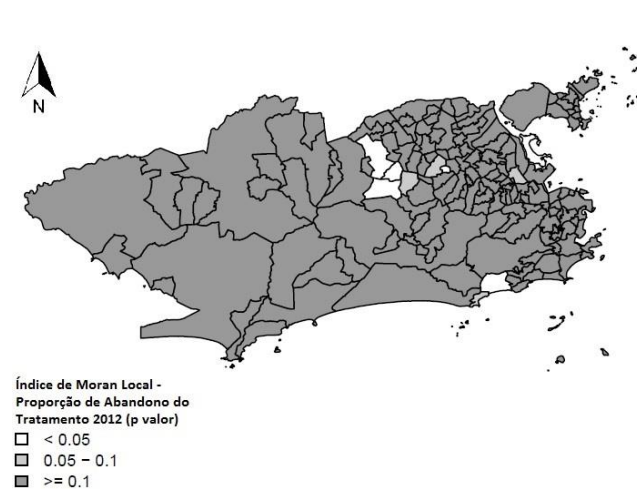 N
Índice de Moran Local -
Proporção de Abandono do
Tratamento 2012 (p valor)
< 0.05
0.05 − 0.1
>= 0.1